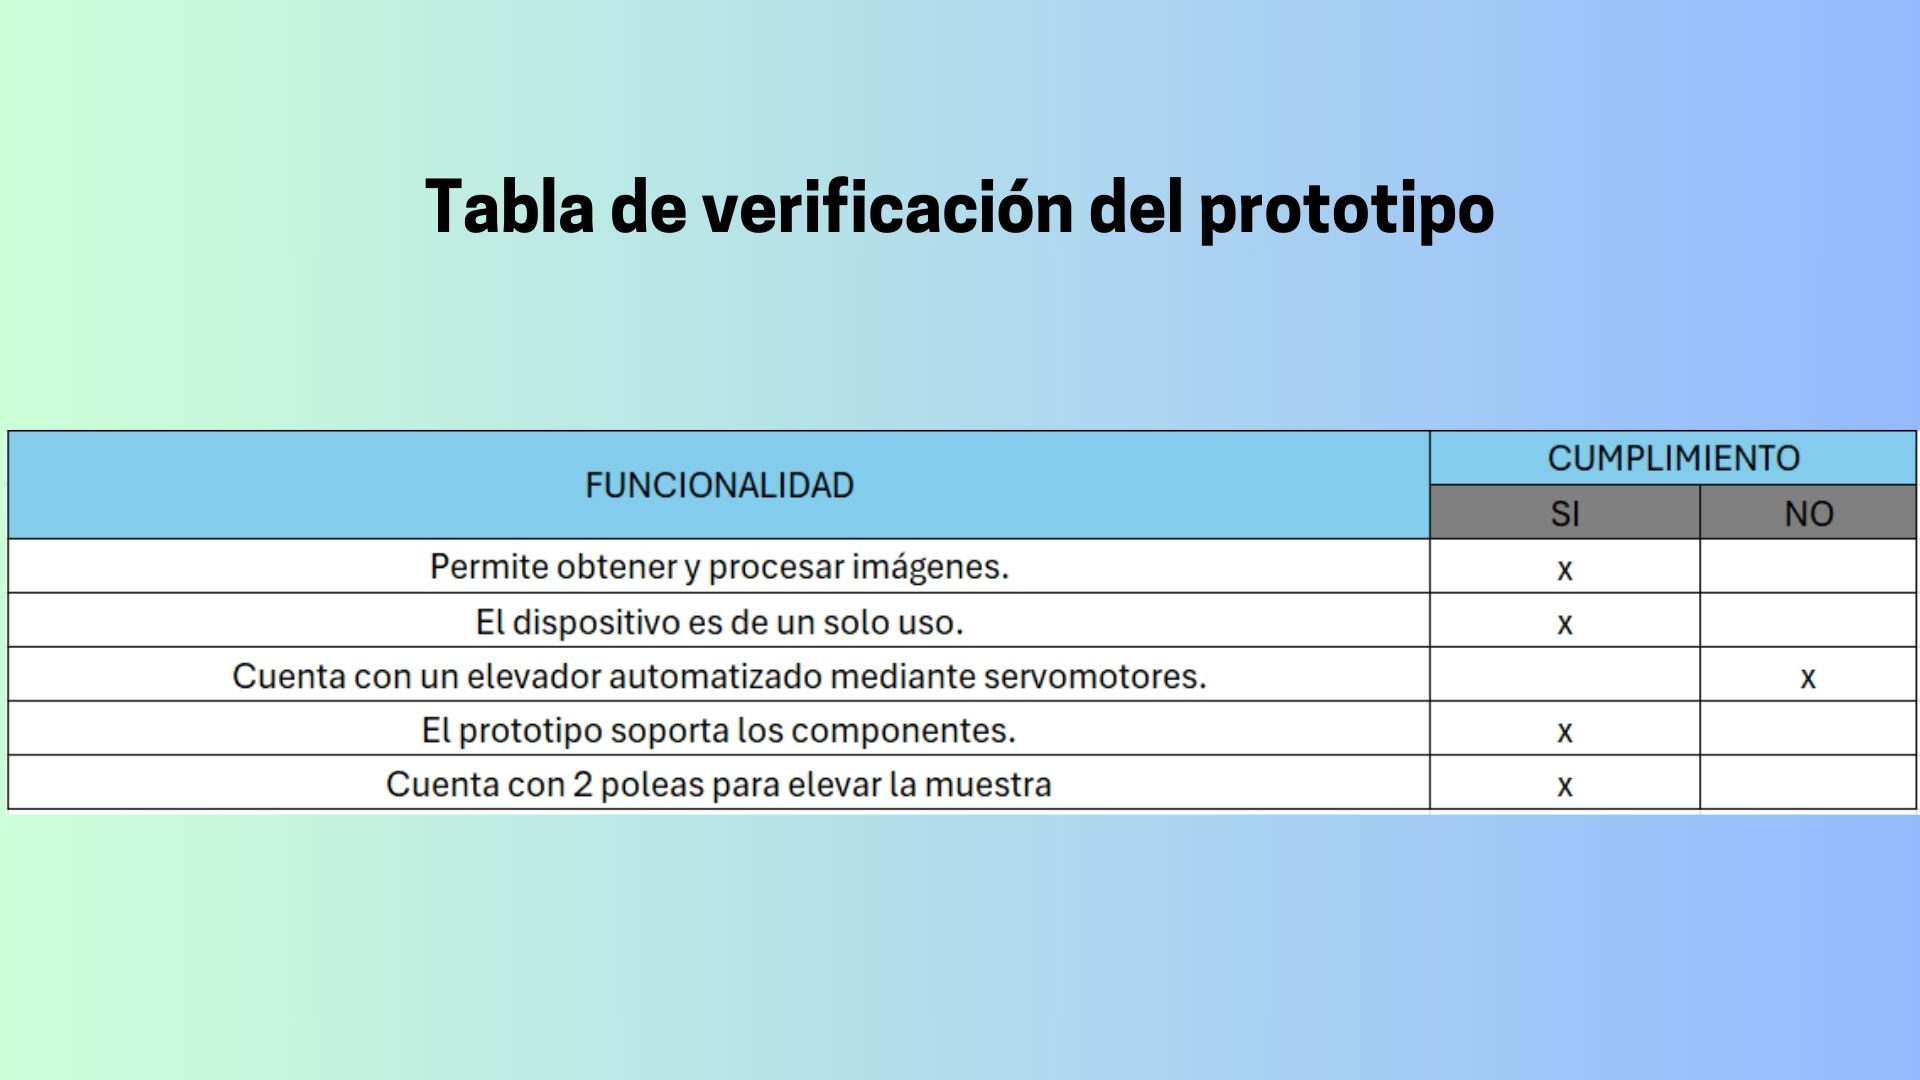 Tabla de verificación del prototipo
FUNCIONALIDAD
CUMPLIMIENTO
SI NO
Permite obtener y procesar imágenes. x
El dispositivo es de un solo uso. x
Cuenta con un elevador automatizado mediante servomotores. x
El prototipo soporta los componentes. x
Cuenta con 2 poleas para elevar la muestra x